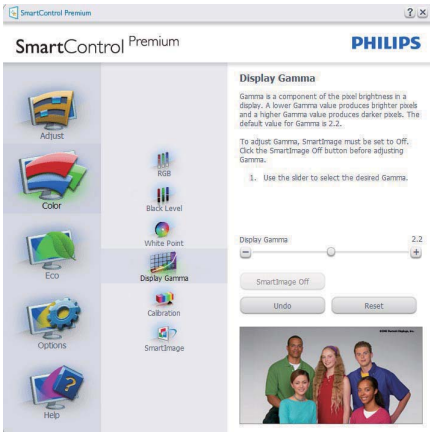 SmartControl Premium
SmartControl Premium
PHILIPS
Adjust
Color
Eco
Options
Help
RGB
Black Level
White Point
Display Gamma
Calibration
SmartImage
Display Gamma
Gamma is a component of the pixel brightness in a
display. A lower Gamma value produces brighter pixels
and a higher Gamma value produces darker pixels. The
default value for Gamma is 2.2.
To adjust Gamma, SmartImage must be set to Off.
Click the SmartImage Off button before adjusting
Gamma.
1. Use the slider to select the desired Gamma.
Display Gamma 2.2
SmartImage Off
Undo Reset